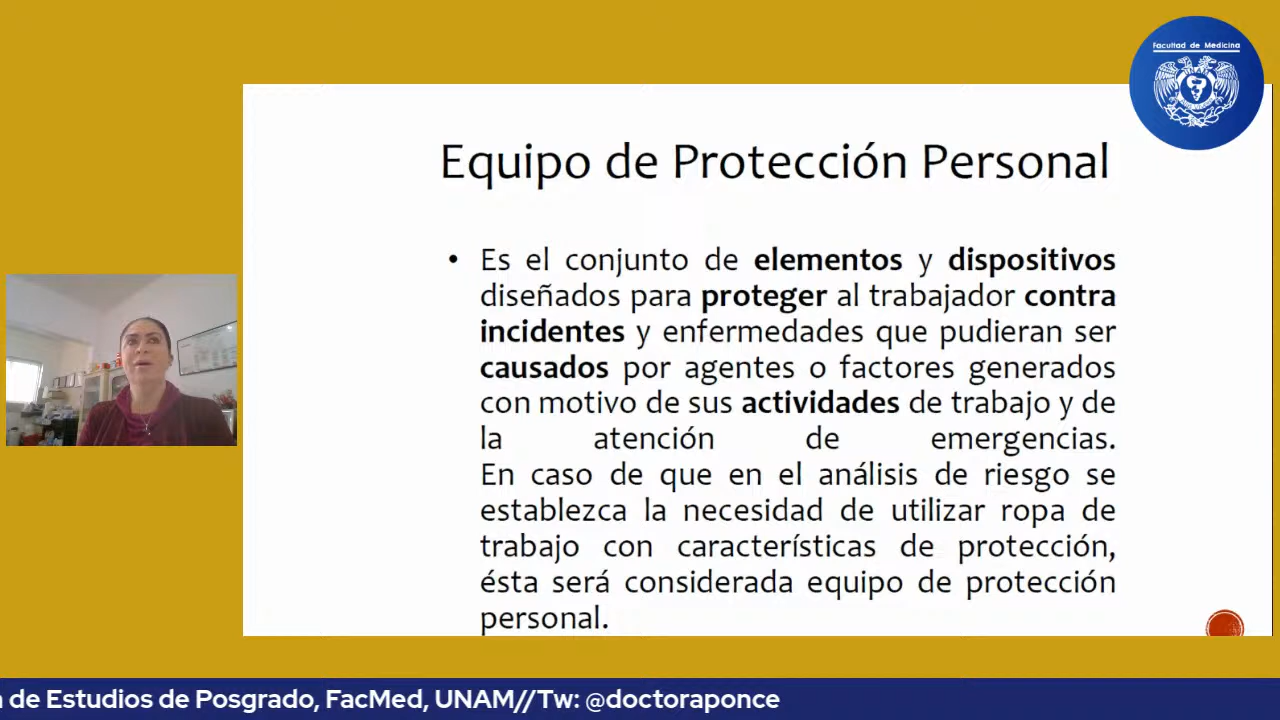 Facultad de Medicina
Equipo de Protección Personal
• Es el conjunto de elementos y dispositivos
diseñados para proteger al trabajador contra
incidentes y enfermedades que pudieran ser
causados por agentes o factores generados
con motivo de sus actividades de trabajo y de
la atención de emergencias.
En caso de que en el análisis de riesgo se
establezca la necesidad de utilizar ropa de
trabajo con características de protección,
ésta será considerada equipo de protección
personal.
de Estudios de Posgrado, FacMed, UNAM//Tw: @doctoraponce